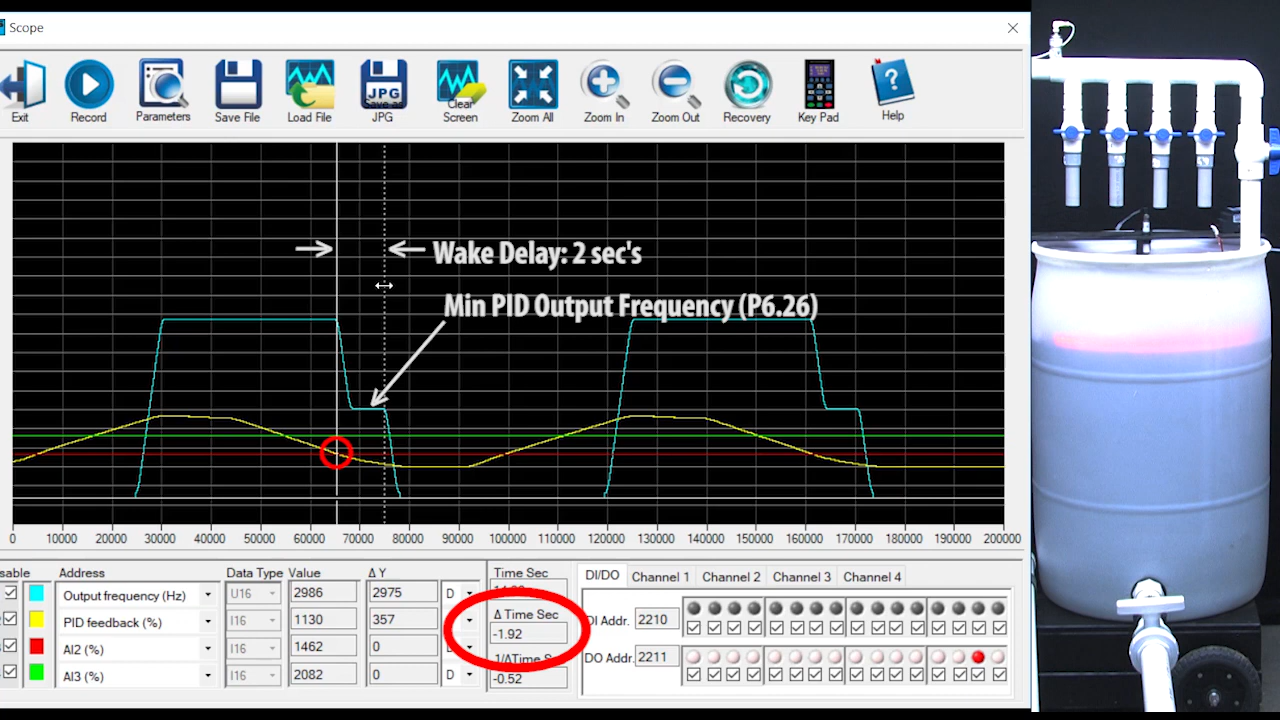 Scope
Exit
Record
Parameters
Save File
Load File
JPG
Save as
JPG
Clear
Screen
Zoom All
Zoom In
Zoom Out
Recovery
Key Pad
Help
Wake Delay: 2 sec's
Min PID Output Frequency (P6.26)
0 10000 20000 30000 40000 50000 60000 70000 80000 90000 100000 110000 120000 130000 140000 150000 160000 170000 180000 190000 200000
Address Data Type Value Δ Y
Output frequency (Hz) U16 2986 2975 D
PID feedback (%) I16 1130 357
AI2 (%) I16 1462 0
AI3 (%) I16 2082 0 D
Time Sec
Δ Time Sec
-1.92
-0.52
DI/DO Channel 1 Channel 2 Channel 3 Channel 4
DI Addr. 2210
DO Addr. 2211